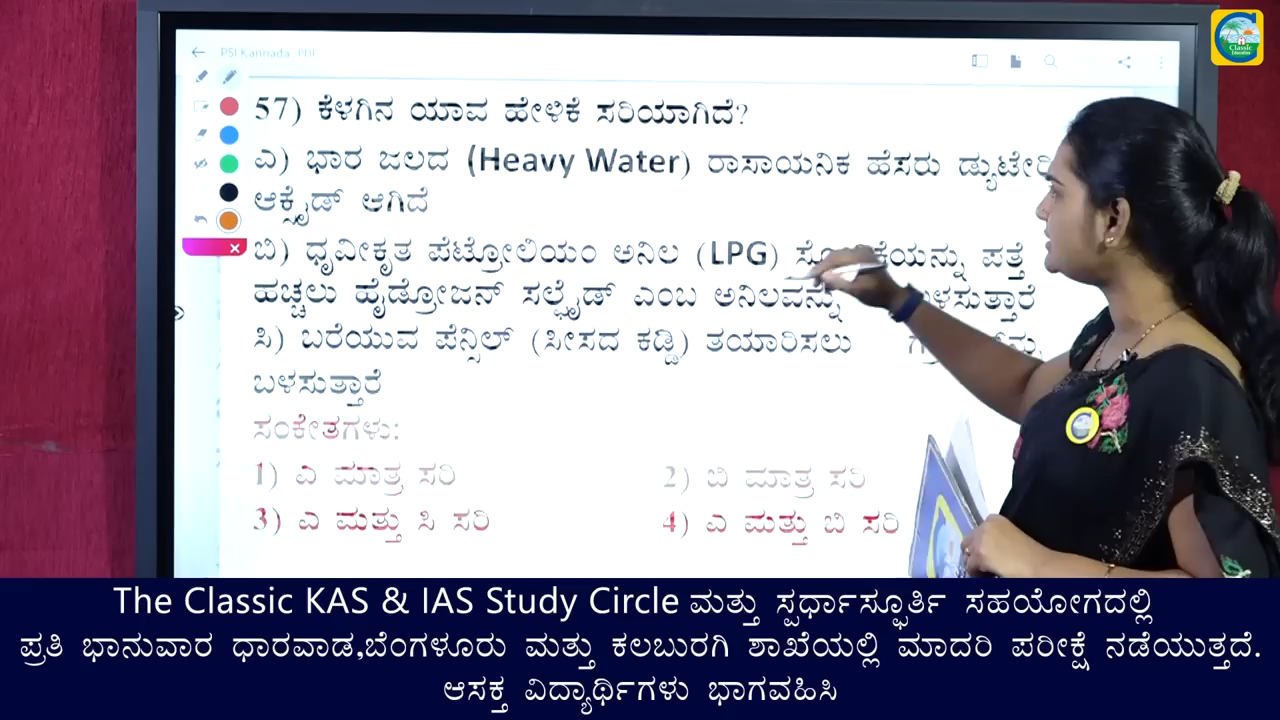 PSI Kannada PDF
57) ಕೆಳಗಿನ ಯಾವ ಹೇಳಿಕೆ ಸರಿಯಾಗಿದೆ?
ಎ) ಭಾರ ಜಲದ (Heavy Water) ರಾಸಾಯನಿಕ ಹೆಸರು
ಆಕ್ಸೈಡ್ ಆಗಿದೆ
ಬಿ) ಧೃವೀಕೃತ ಪೆಟ್ರೋಲಿಯಂ ಅನಿಲ (LPG) ಪತ್ತೆ
ಹಚ್ಚಲು ಹೈಡ್ರೋಜನ್ ಸಲ್ಫೈಡ್ ಎಂಬ ಅನಿಲವನ್ನು
ಸಿ) ಬರೆಯುವ ಪೆನ್ಸಿಲ್ (ಸೀಸದ ಕಡ್ಡಿ) ತಯಾರಿಸಲು
ಬಳಸುತ್ತಾರೆ
ಸಂಕೇತಗಳು:
1) ಎ ಮಾತ್ರ ಸರಿ 2) ಬಿ ಮಾತ್ರ ಸರಿ
3) ಎ ಮತ್ತು ಸಿ ಸರಿ 4) ಎ ಮತ್ತು ಬಿ ಸರಿ
Classic
Education
The Classic KAS & IAS Study Circle ಮತ್ತು ಸ್ಪರ್ಧಾಸ್ಫೂರ್ತಿ ಸಹಯೋಗದಲ್ಲಿ
ಪ್ರತಿ ಭಾನುವಾರ ಧಾರವಾಡ,ಬೆಂಗಳೂರು ಮತ್ತು ಕಲಬುರಗಿ ಶಾಖೆಯಲ್ಲಿ ಮಾದರಿ ಪರೀಕ್ಷೆ ನಡೆಯುತ್ತದೆ.
ಆಸಕ್ತ ವಿದ್ಯಾರ್ಥಿಗಳು ಭಾಗವಹಿಸಿ